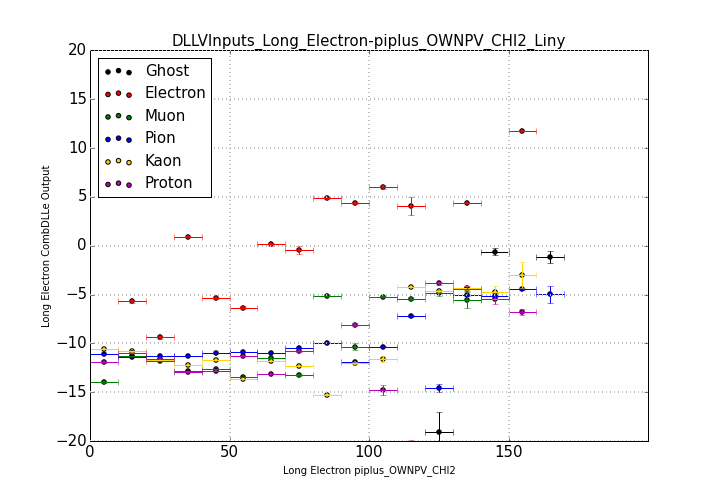 DLLVInputs_Long_Electron-piplus_OWNPV_CHI2_Liny
20
15
10
5
0
−5
−10
−15
−20
Long Electron CombDLLe Output
Ghost
Electron
Muon
Pion
Kaon
Proton
0
50
100
150
Long Electron piplus_OWNPV_CHI2